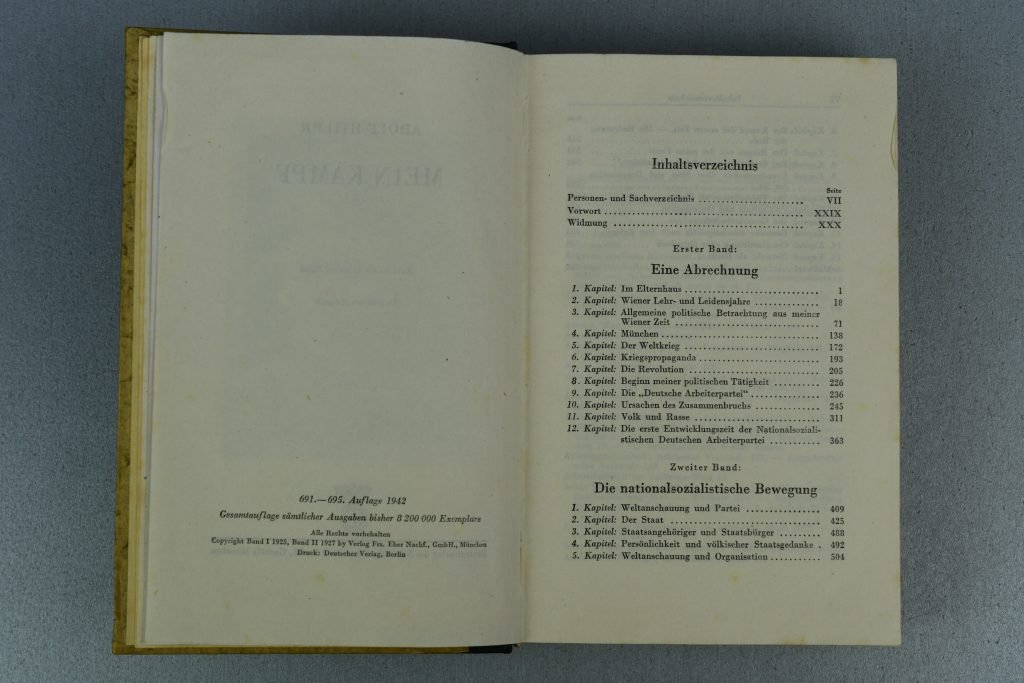 691.—695. Auflage 1942
Gesamtauflage sämtlicher Ausgaben bisher 8 200 000 Exemplare
Alle Rechte vorbehalten
Copyright Band I 1925, Band II 1927 by Verlag Frz. Eher Nachf., GmbH., München
Druck: Deutscher Verlag, Berlin
Inhaltsverzeichnis
Seite
Personen- und Sachverzeichnis ..................... VII
Vorwort ........................................ XXIX
Widmung ....................................... XXX
Erster Band:
Eine Abrechnung
1. Kapitel: Im Elternhaus ........................... 1
2. Kapitel: Wiener Lehr- und Leidensjahre ............. 18
3. Kapitel: Allgemeine politische Betrachtung aus meiner
Wiener Zeit ............................. 71
4. Kapitel: München ............................... 138
5. Kapitel: Der Weltkrieg ........................... 172
6. Kapitel: Kriegspropaganda ........................ 193
7. Kapitel: Die Revolution .......................... 205
8. Kapitel: Beginn meiner politischen Tätigkeit .......... 226
9. Kapitel: Die „Deutsche Arbeiterpartei“ .............. 236
10. Kapitel: Ursachen des Zusammenbruchs ............. 245
11. Kapitel: Volk und Rasse .......................... 311
12. Kapitel: Die erste Entwicklungszeit der Nationalsoziali-
stischen Deutschen Arbeiterpartei ........... 363
Zweiter Band:
Die nationalsozialistische Bewegung
1. Kapitel: Weltanschauung und Partei ................ 409
2. Kapitel: Der Staat .............................. 425
3. Kapitel: Staatsangehöriger und Staatsbürger ......... 488
4. Kapitel: Persönlichkeit und völkischer Staatsgedanke . 492
5. Kapitel: Weltanschauung und Organisation ........... 504